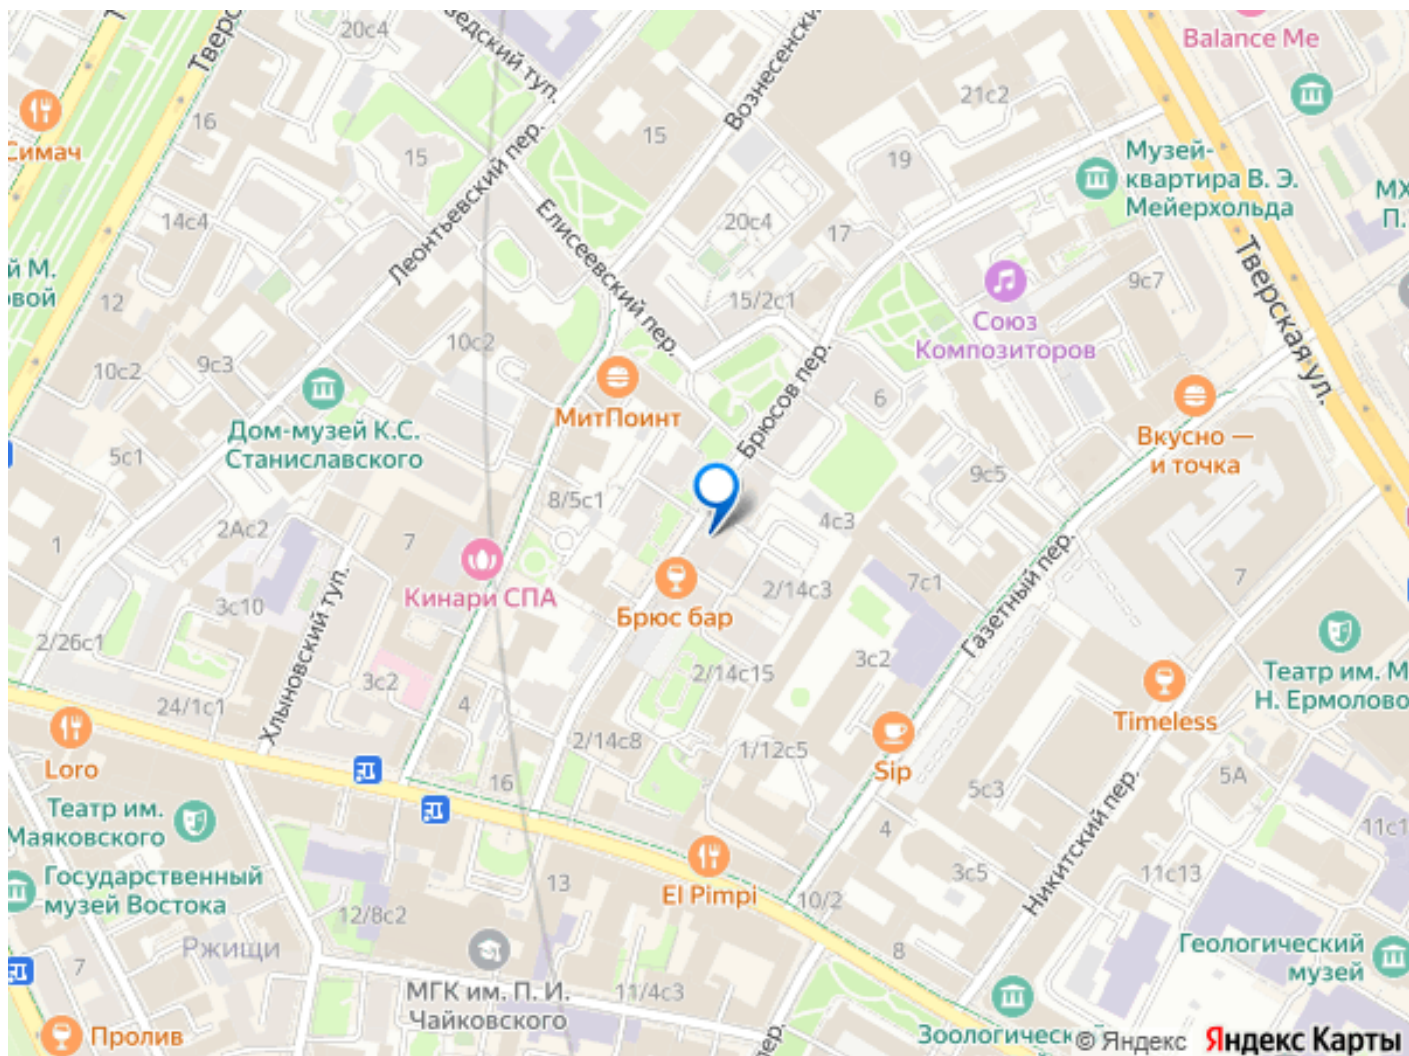 20с4
Balance Me
21с2
Симач
16
15
15
19
Музей-
квартира В. Э.
Мейерхольда
МХ
П.
14с4
Леонтьевский пер.
Елисеевский пер.
20с4
17
Тверская ул.
й М.
овой
12
15/2с1
9с7
Союз
Композиторов
10с2
10с2
9с3
МитПоинт
Брюсов пер.
6
Дом-музей К.С.
Станиславского
Вкусно —
и точка
5с1
9с5
8/5с1
4с3
2Ас2
1
7
Кинари СПА
2/14с3
7с1
7
Газетный пер.
3с10
Хлыновский туп.
Брюс бар
2/26с1
3с2
2/14с15
3с2
Театр им. М
Н. Ермолово
24/1с1
4
Timeless
Loro
2/14с8
1/12с5
Sip
16
5с3
5А
Никитский пер.
Театр им.
Маяковского
4
11с1
Государственный
музей Востока
El Pimpi
13
10/2
3с5
11с13
12/8с2
Ржищи
8
Геологический
музей
7
МГК им. П. И.
Чайковского
11/4с3
пер.
Пролив
Зоологическ
© Яндекс
Яндекс Карты